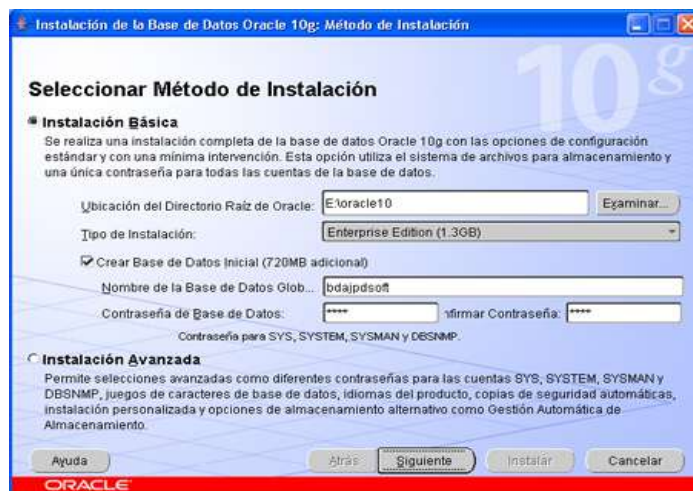 Instalación de la Base de Datos Oracle 10g: Método de Instalación
10g
Seleccionar Método de Instalación
Instalación Básica
Se realiza una instalación completa de la base de datos Oracle 10g con las opciones de configuración
estándar y con una mínima intervención. Esta opción utiliza el sistema de archivos para almacenamiento y
una única contraseña para todas las cuentas de la base de datos.
Ubicación del Directorio Raíz de Oracle: E:\oracle10 Examinar...
Tipo de Instalación: Enterprise Edition (1.3GB)
Crear Base de Datos Inicial (720MB adicional)
Nombre de la Base de Datos Glob... bdajpdsoft
Contraseña de Base de Datos: **** nfirmar Contraseña: ****
Contraseña para SYS, SYSTEM, SYSMAN y DBSNMP.
Instalación Avanzada
Permite selecciones avanzadas como diferentes contraseñas para las cuentas SYS, SYSTEM, SYSMAN y
DBSNMP, juegos de caracteres de base de datos, idiomas del producto, copias de seguridad automáticas,
instalación personalizada y opciones de almacenamiento alternativo como Gestión Automática de
Almacenamiento.
Ayuda Atrás Siguiente Instalar Cancelar
ORACLE